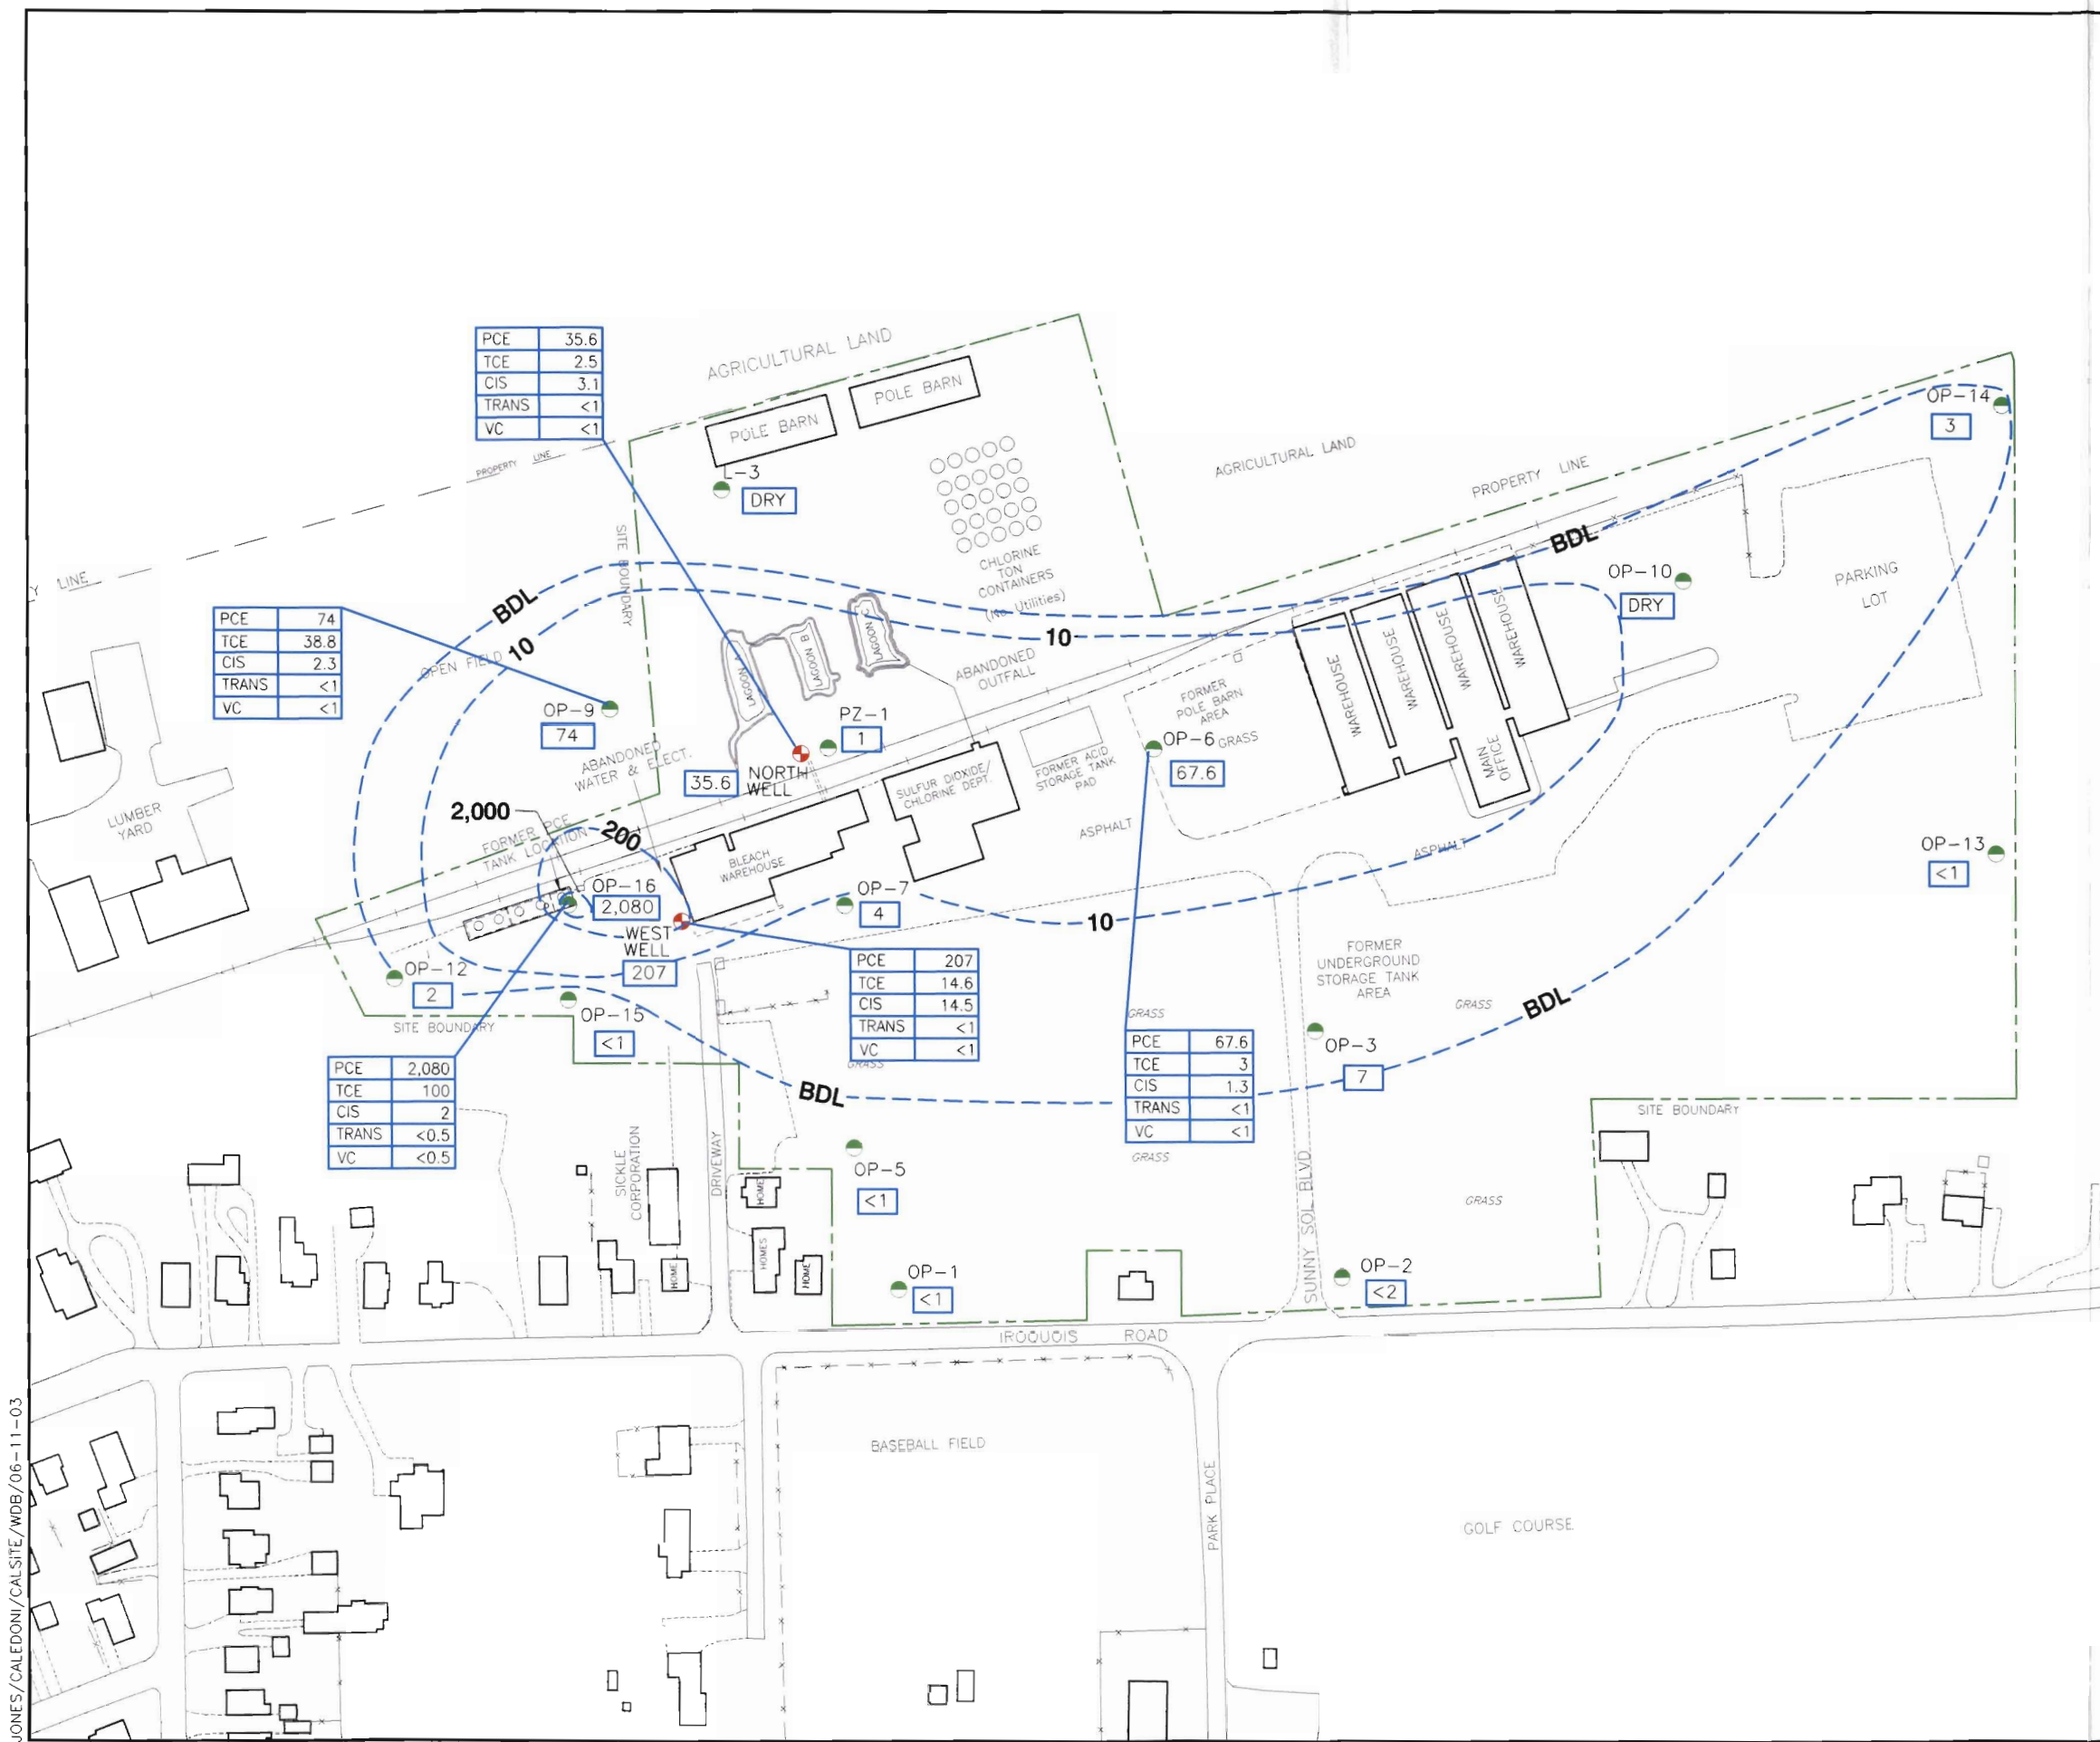 AGRICULTURAL LAND
POLE BARN
POLE BARN
PCE 35.6
TCE 2.5
CIS 3.1
TRANS <1
VC <1
PROPERTY LINE
L-3
DRY
AGRICULTURAL LAND
PROPERTY LINE
OP-14
3
SITE BOUNDARY
CHLORINE
TON
CONTAINERS
(No Utilities)
BDL
OP-10
DRY
PARKING
LOT
Y LINE
BDL
10
OPEN FIELD
PCE 74
TCE 38.8
CIS 2.3
TRANS <1
VC <1
OP-9
74
LAGOON
LAGOON B
LAGOON
10
ABANDONED
OUTFALL
WAREHOUSE
WAREHOUSE
WAREHOUSE
WAREHOUSE
MAIN
OFFICE
FORMER
POLE BARN
AREA
PZ-1
1
OP-6
GRASS
67.6
ABANDONED
WATER & ELECT.
35.6
NORTH
WELL
SULFUR DIOXIDE/
CHLORINE DEPT.
FORMER ACID
STORAGE TANK
PAD
LUMBER
YARD
2,000
FORMER PCE
TANK LOCATION
200
BLEACH
WAREHOUSE
ASPHALT
ASPHALT
OP-13
<1
OP-16
2,080
OP-7
4
10
WEST
WELL
207
OP-12
2
OP-15
<1
SITE BOUNDARY
PCE 207
TCE 14.6
CIS 14.5
TRANS <1
VC <1
GRASS
FORMER
UNDERGROUND
STORAGE TANK
AREA
GRASS
GRASS
BDL
OP-3
7
PCE 67.6
TCE 3
CIS 1.3
TRANS <1
VC <1
GRASS
PCE 2,080
TCE 100
CIS 2
TRANS <0.5
VC <0.5
BDL
SITE BOUNDARY
SICKLE
CORPORATION
DRIVEWAY
OP-5
<1
HOME
HOMES
HOME
HOME
GRASS
SUNNY SOL BLVD.
OP-1
<1
OP-2
<2
IROQUOIS ROAD
BASEBALL FIELD
PARK PLACE
GOLF COURSE
JONES/CALEDONI/CALSITE/WDB/06-11-03